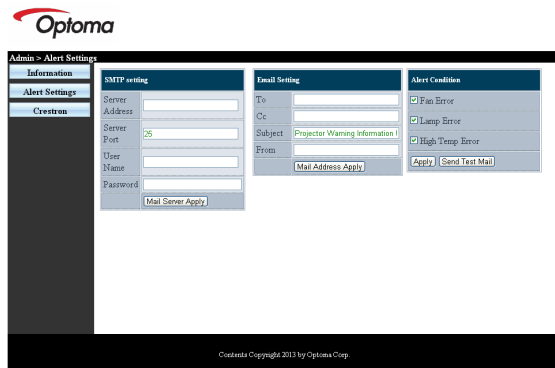 Optoma
Admin > Alert Settings
Information
Alert Settings
Crestron
SMTP setting
Server Address
Server Port
25
User Name
Password
Mail Server Apply
Email Setting
To
Cc
Subject
Projector Warning Information !
From
Mail Address Apply
Alert Condition
Fan Error
Lamp Error
High Temp Error
Apply
Send Test Mail
Contents Copyright 2013 by Optoma Corp.